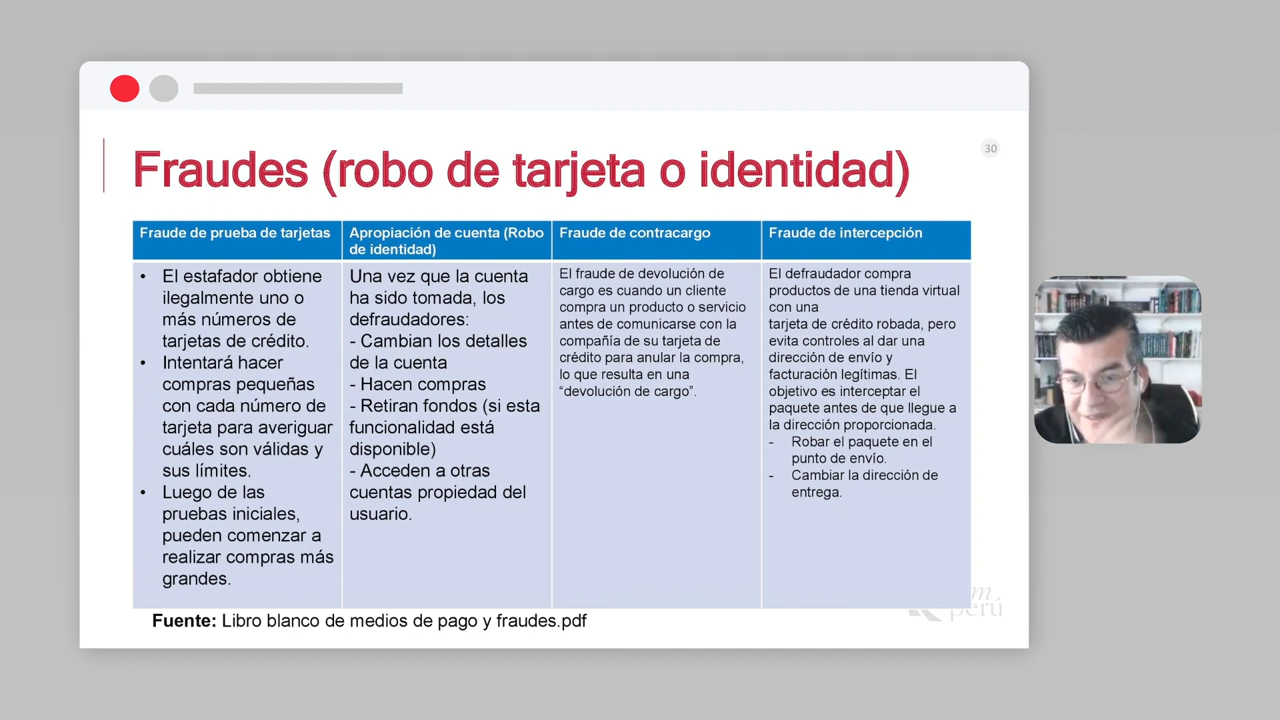 30
Fraudes (robo de tarjeta o identidad)
Fraude de prueba de tarjetas
• El estafador obtiene
ilegalmente uno o
más números de
tarjetas de crédito.
• Intentará hacer
compras pequeñas
con cada número de
tarjeta para averiguar
cuáles son válidas y
sus límites.
• Luego de las
pruebas iniciales,
pueden comenzar a
realizar compras más
grandes.
Apropiación de cuenta (Robo
de identidad)
Una vez que la cuenta
ha sido tomada, los
defraudadores:
- Cambian los detalles
de la cuenta
- Hacen compras
- Retiran fondos (si esta
funcionalidad está
disponible)
- Acceden a otras
cuentas propiedad del
usuario.
Fraude de contracargo
El fraude de devolución de
cargo es cuando un cliente
compra un producto o servicio
antes de comunicarse con la
compañía de su tarjeta de
crédito para anular la compra,
lo que resulta en una
“devolución de cargo”.
Fraude de intercepción
El defraudador compra
productos de una tienda virtual
con una
tarjeta de crédito robada, pero
evita controles al dar una
dirección de envío y
facturación legítimas. El
objetivo es interceptar el
paquete antes de que llegue a
la dirección proporcionada.
- Robar el paquete en el
punto de envío.
- Cambiar la dirección de
entrega.
perú
Fuente: Libro blanco de medios de pago y fraudes.pdf